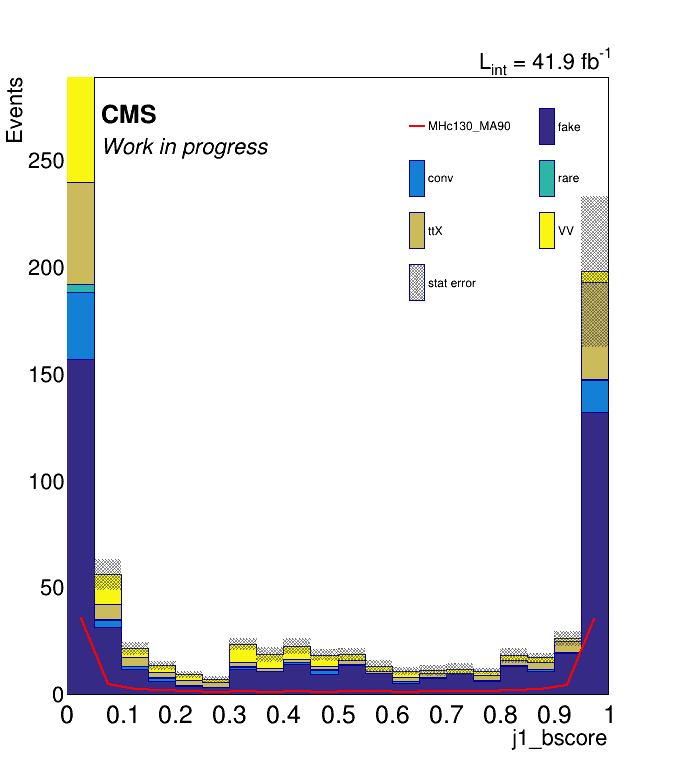 L_int = 41.9 fb^-1
Events
CMS
Work in progress
MHc130_MA90
fake
conv
rare
ttX
VV
stat error
250
200
150
100
50
0
0 0.1 0.2 0.3 0.4 0.5 0.6 0.7 0.8 0.9 1
j1_bscore